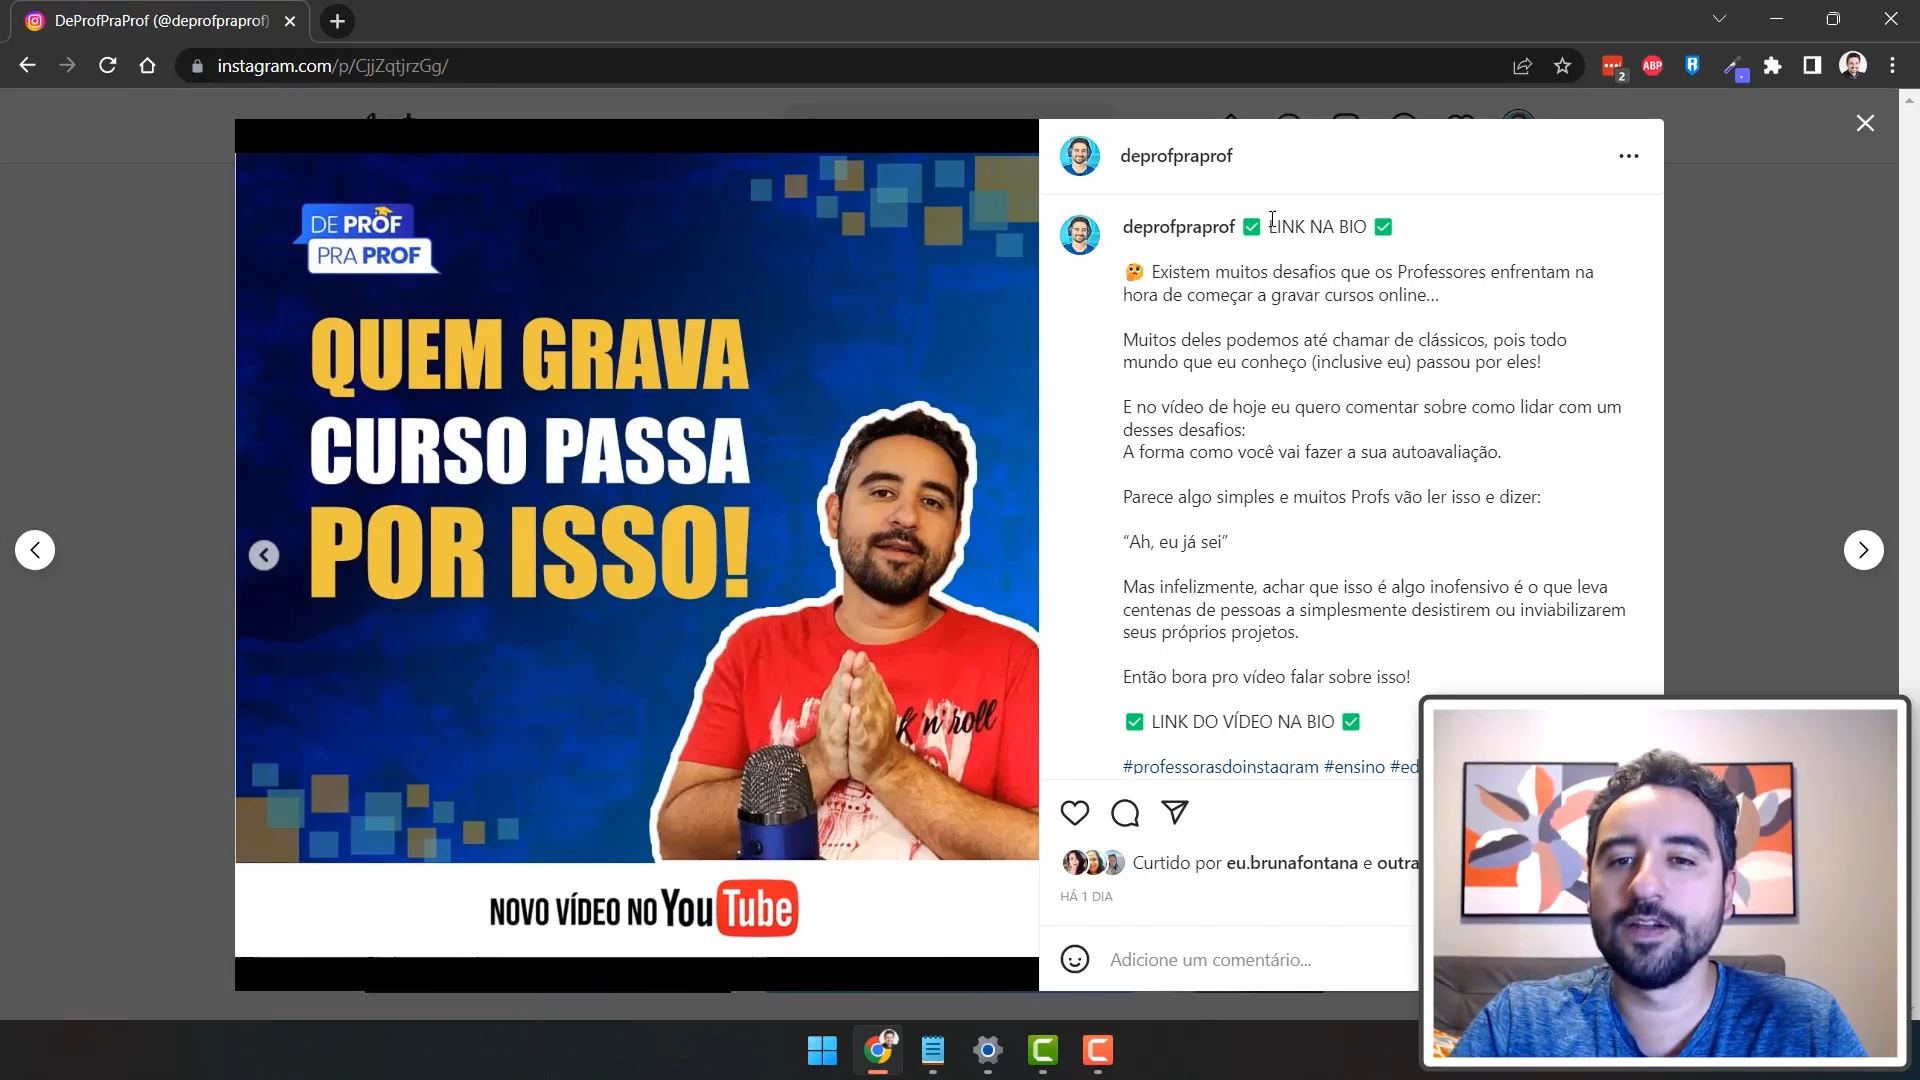 DeProfPraProf (@deprofpraprof)
instagram.com/p/CjjZqtjrzGg/
2
ABP
DE PROF
PRA PROF
QUEM GRAVA
CURSO PASSA
POR ISSO!
K n' roll
NOVO VÍDEO NO YouTube
deprofpraprof
deprofpraprof ✅ LINK NA BIO ✅
🤔 Existem muitos desafios que os Professores enfrentam na
hora de começar a gravar cursos online...
Muitos deles podemos até chamar de clássicos, pois todo
mundo que eu conheço (inclusive eu) passou por eles!
E no vídeo de hoje eu quero comentar sobre como lidar com um
desses desafios:
A forma como você vai fazer a sua autoavaliação.
Parece algo simples e muitos Profs vão ler isso e dizer:
“Ah, eu já sei”
Mas infelizmente, achar que isso é algo inofensivo é o que leva
centenas de pessoas a simplesmente desistirem ou inviabilizarem
seus próprios projetos.
Então bora pro vídeo falar sobre isso!
✅ LINK DO VÍDEO NA BIO ✅
#professorasdoinstagram #ensino #ed
Curtido por eu.brunafontana e outra
HÁ 1 DIA
Adicione um comentário...